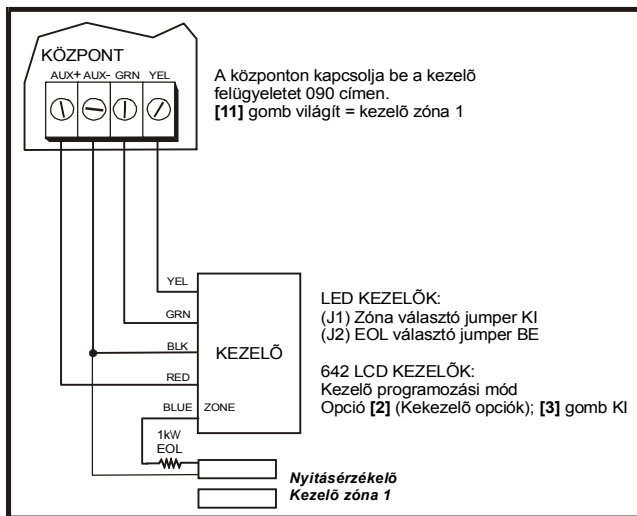 KÖZPONT
AUX+ AUX- GRN YEL
A központon kapcsolja be a kezelõ
felügyeletet 090 címen.
[11] gomb világít = kezelõ zóna 1
YEL
GRN
BLK
RED
BLUE ZONE
KEZELÕ
LED KEZELÕK:
(J1) Zóna választó jumper KI
(J2) EOL választó jumper BE
642 LCD KEZELÕK:
Kezelõ programozási mód
Opció [2] (Kekezelõ opciók); [3] gomb KI
1kW
EOL
Nyitásérzékelõ
Kezelõ zóna 1